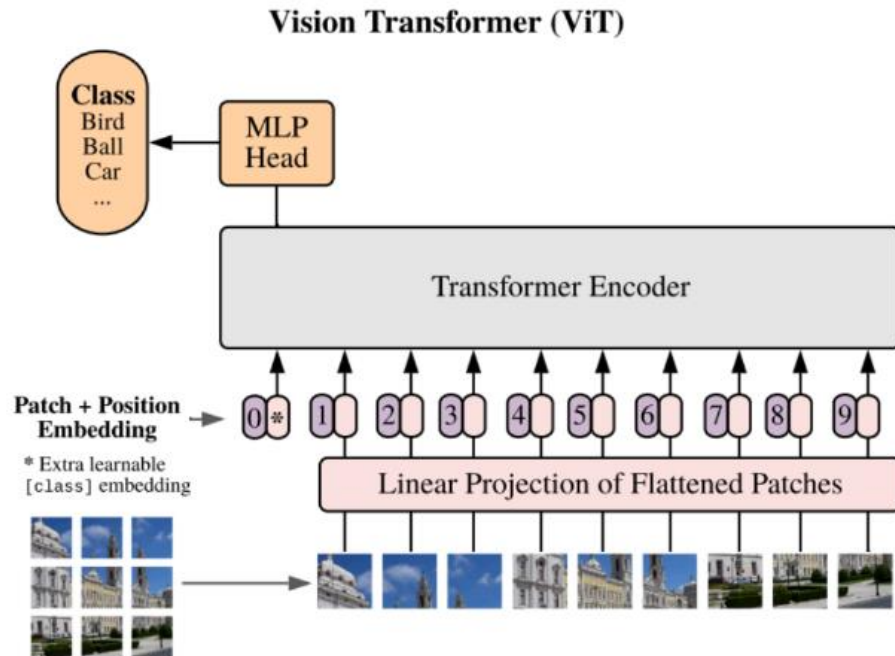 Vision Transformer (ViT)
Class
Bird
Ball
Car
...
MLP
Head
Transformer Encoder
Patch + Position
Embedding
0 * 1 2 3 4 5 6 7 8 9
* Extra learnable
[class] embedding
Linear Projection of Flattened Patches